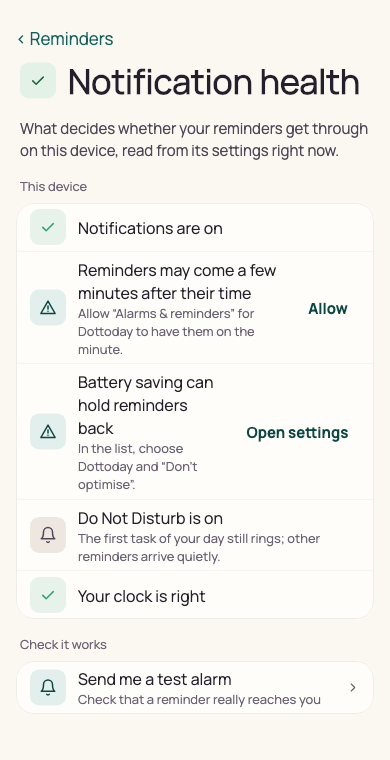 ‹ Reminders
Notification health
What decides whether your reminders get through
on this device, read from its settings right now.
This device
Notifications are on
Reminders may come a few
minutes after their time
Allow “Alarms & reminders” for
Dottoday to have them on the
minute.
Allow
Battery saving can
hold reminders
back
In the list, choose
Dottoday and “Don’t
optimise”.
Open settings
Do Not Disturb is on
The first task of your day still rings; other
reminders arrive quietly.
Your clock is right
Check it works
Send me a test alarm
Check that a reminder really reaches you